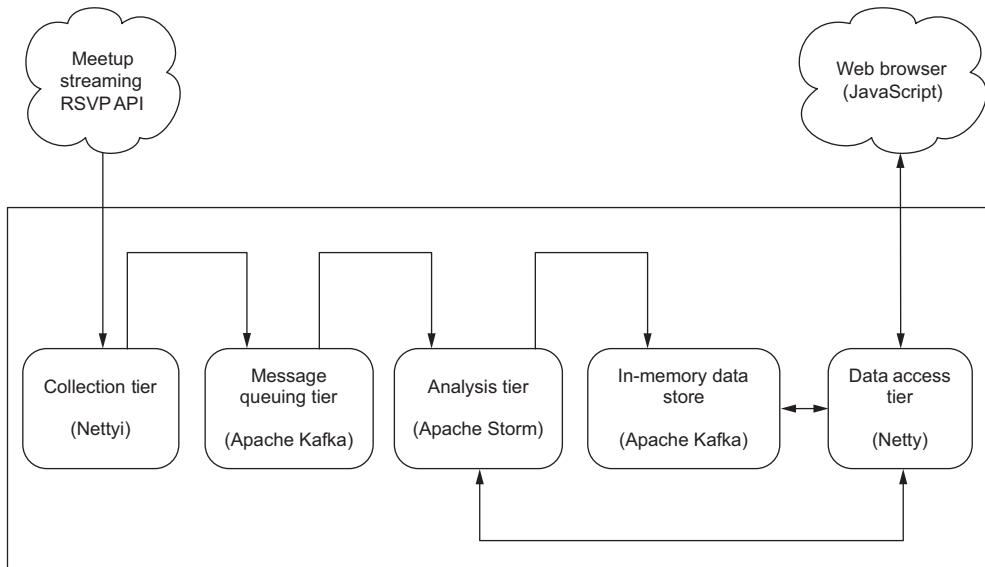 Meetup
streaming
RSVP API
Web browser
(JavaScript)
Collection tier
(Nettyi)
Message
queuing tier
(Apache Kafka)
Analysis tier
(Apache Storm)
In-memory data
store
(Apache Kafka)
Data access
tier
(Netty)